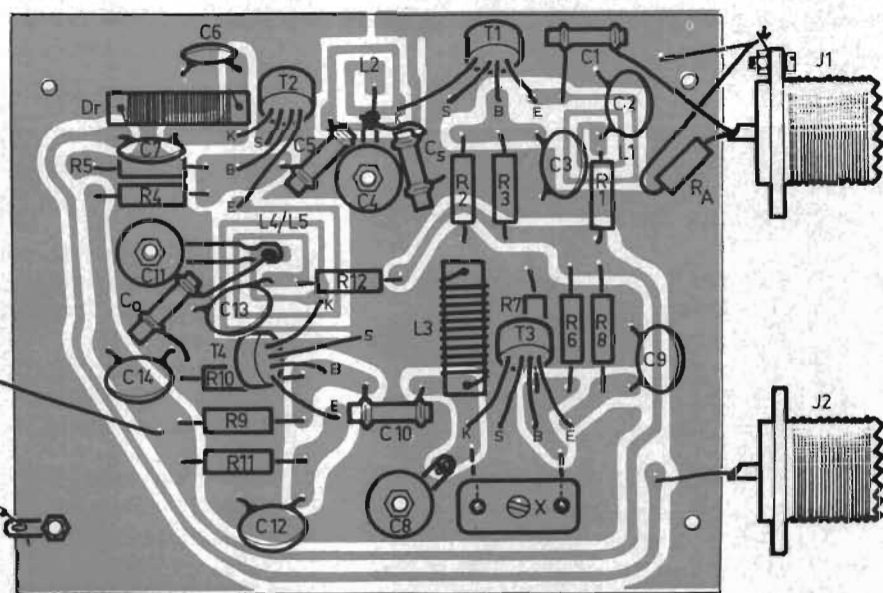 C6
T1
C1
J1
T2
L2
Dr
S
B
E
C2
K
S
C7
C5
Cs
C3
L1
R5
B
R2
R3
R1
RA
R4
C4
E
L4/L5
C11
R12
Co
C13
K
L3
R7
R6
R8
T3
S
T4
C9
C14
R10
B
E
J2
R9
C10
K
S
B
E
R11
C12
C8
X